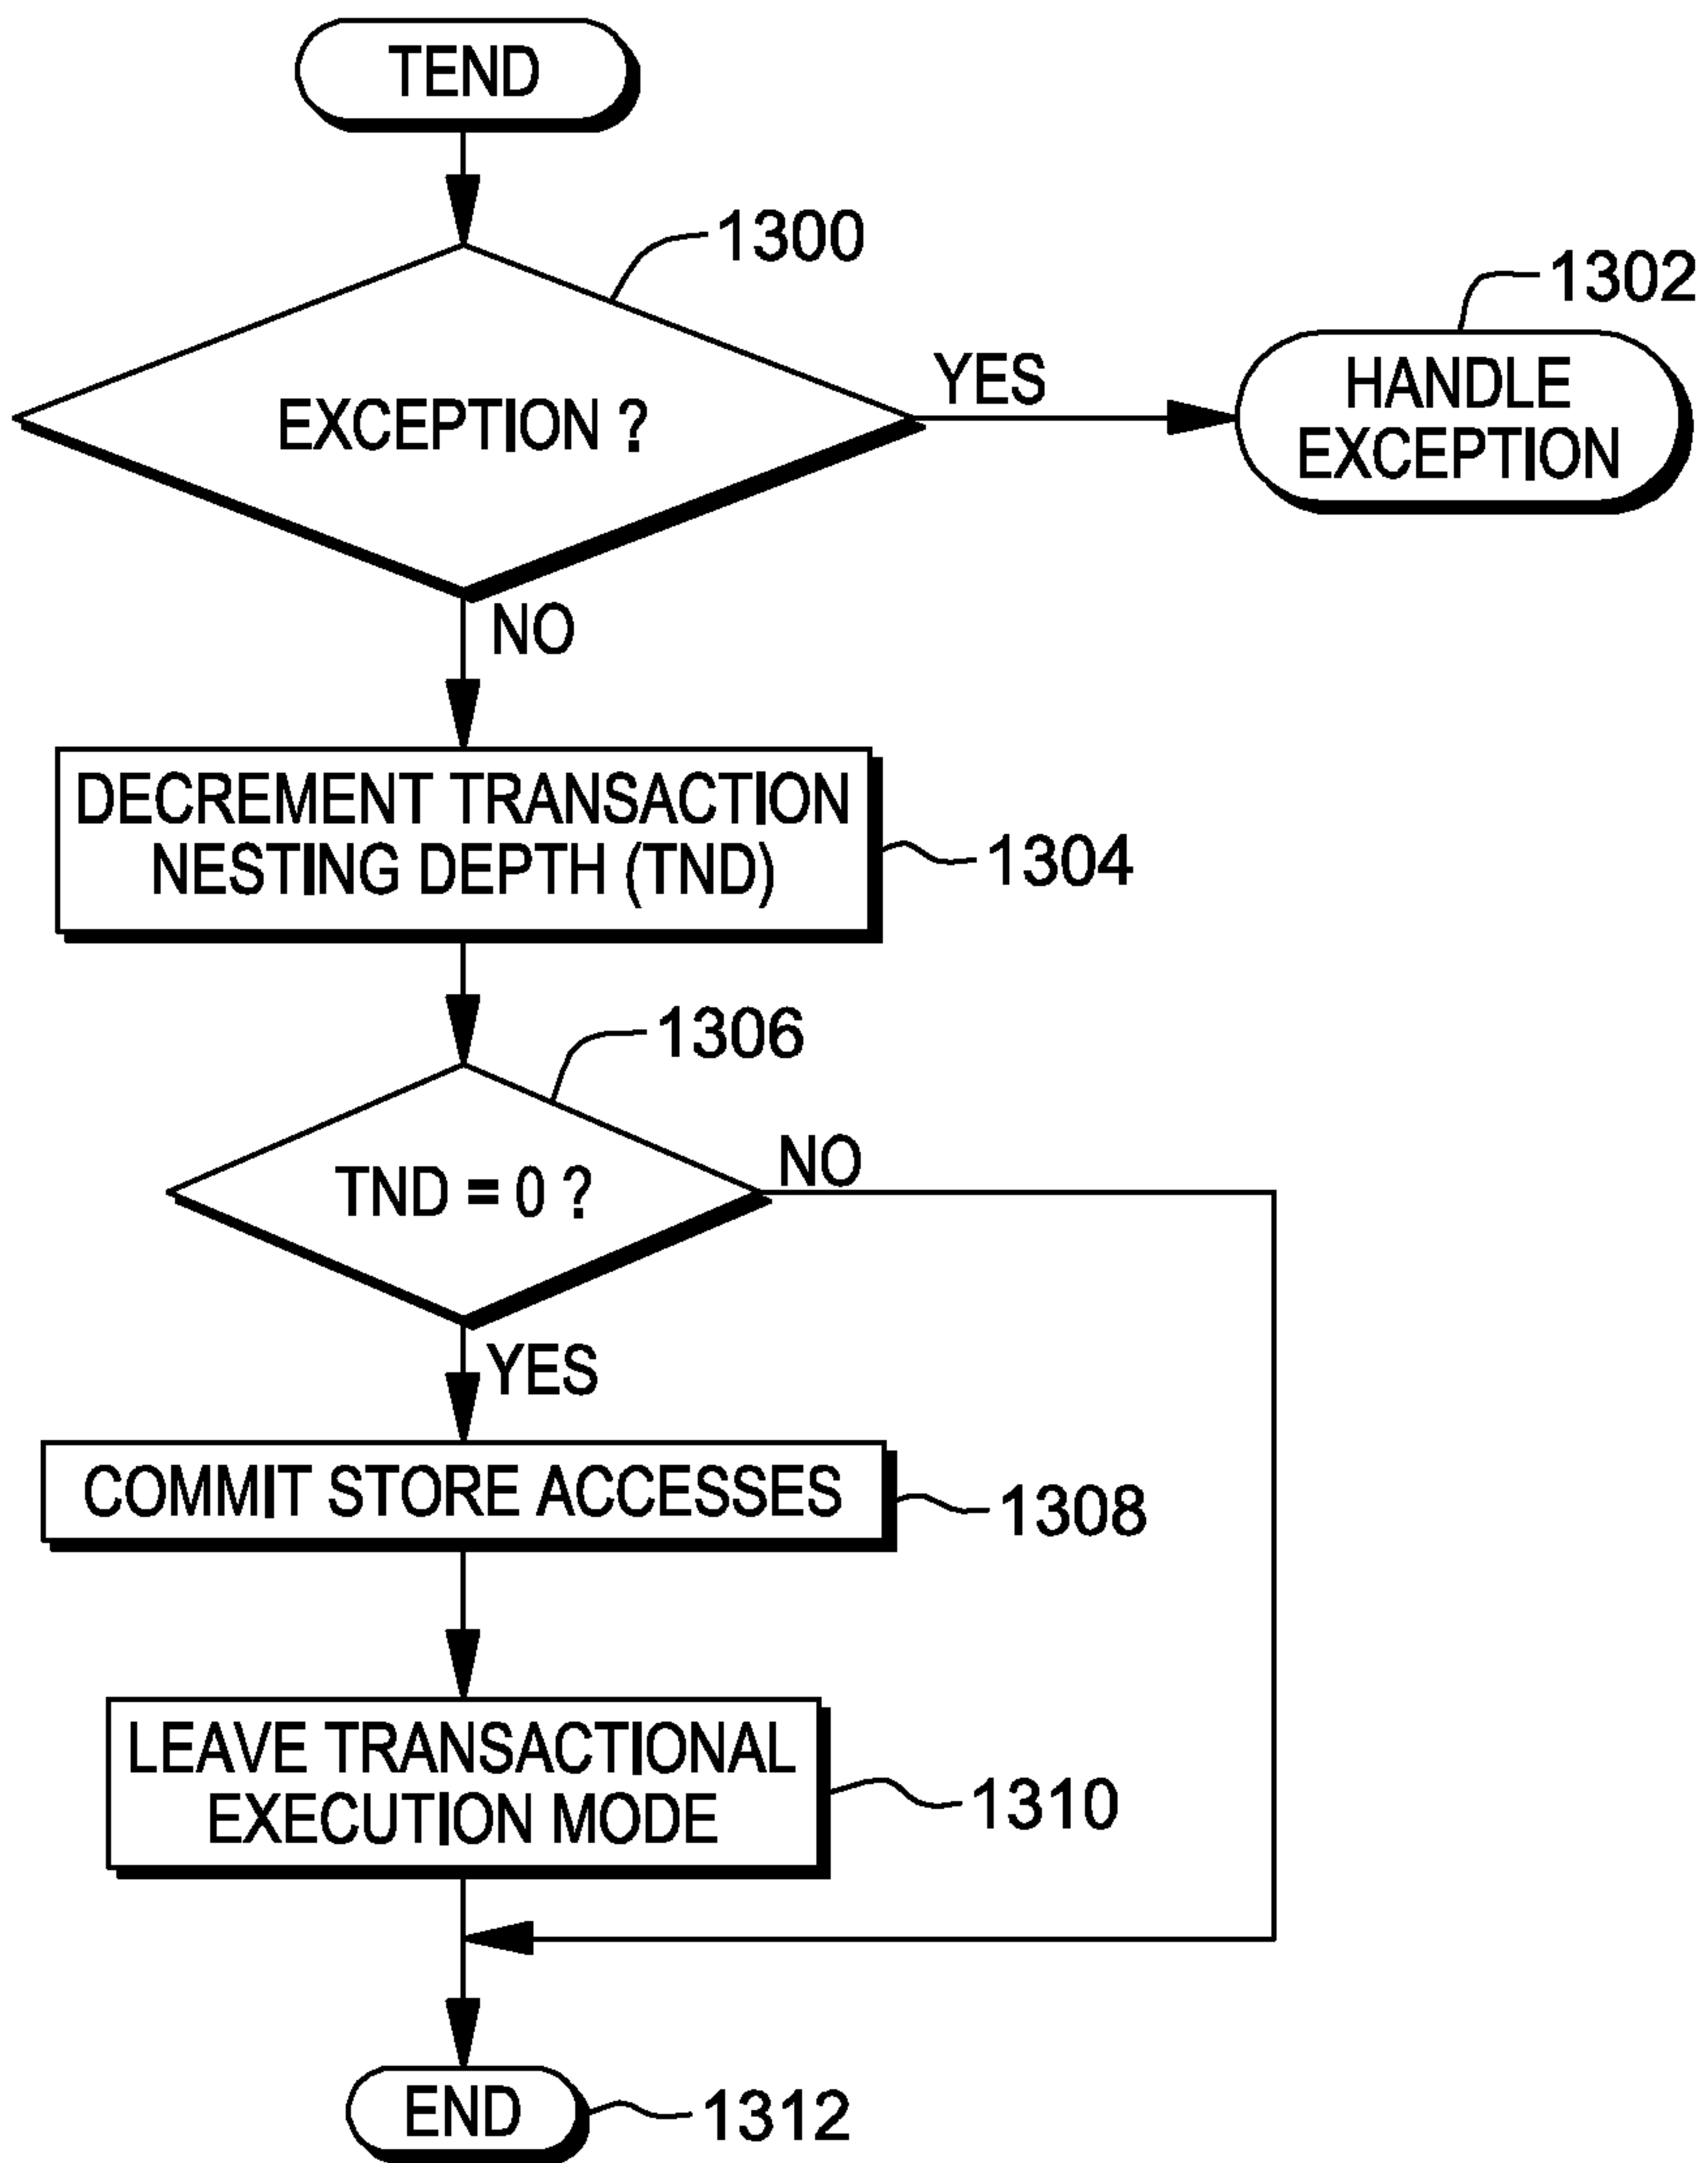 TEND
1300
EXCEPTION ?
YES
1302
HANDLE
EXCEPTION
NO
DECREMENT TRANSACTION
NESTING DEPTH (TND)
1304
1306
TND = 0 ?
NO
YES
COMMIT STORE ACCESSES
1308
LEAVE TRANSACTIONAL
EXECUTION MODE
1310
END
1312